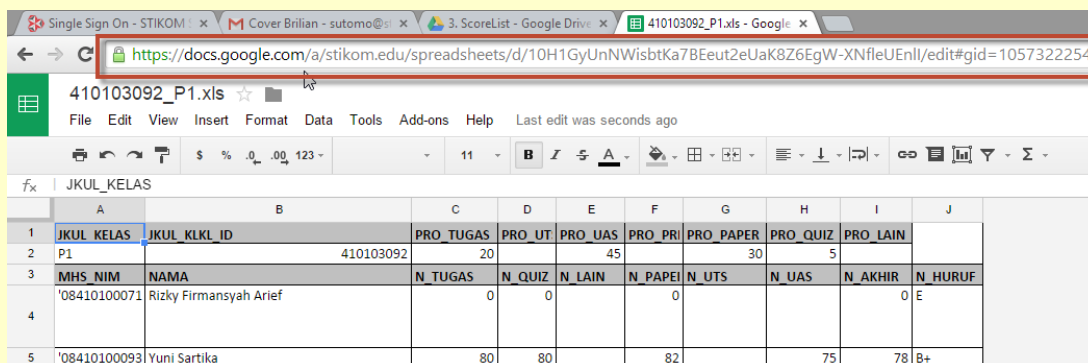 Single Sign On - STIKOM
Cover Brilian - sutomo@s
3. ScoreList - Google Drive
410103092_P1.xls - Google
https://docs.google.com/a/stikom.edu/spreadsheets/d/10H1GyUnNWisbtKa7BEeut2eUaK8Z6EgW-XNfleUEnlI/edit#gid=1057322254
410103092_P1.xls
File Edit View Insert Format Data Tools Add-ons Help Last edit was seconds ago
$ % .0 .00 123 11 B I S A
fx JKUL_KELAS
A B C D E F G H I J
1 JKUL_KELAS JKUL_KLKL_ID PRO_TUGAS PRO_UT PRO_UAS PRO_PRI PRO_PAPER PRO_QUIZ PRO_LAIN
2 P1 410103092 20 45 30 5
3 MHS_NIM NAMA N_TUGAS N_QUIZ N_LAIN N_PAPEI N_UTS N_UAS N_AKHIR N_HURUF
4 '08410100071 Rizky Firmansyah Arief 0 0 0 0 E
5 '08410100093 Yuni Sartika 80 80 82 75 78 B+